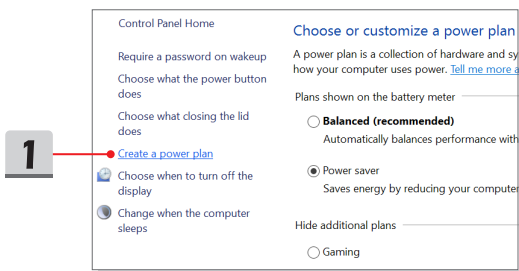 Control Panel Home
Require a password on wakeup
Choose what the power button
does
Choose what closing the lid
does
1
Create a power plan
Choose when to turn off the
display
Change when the computer
sleeps
Choose or customize a power plan
A power plan is a collection of hardware and sy
how your computer uses power. Tell me more a
Plans shown on the battery meter
Balanced (recommended)
Automatically balances performance with
Power saver
Saves energy by reducing your computer
Hide additional plans
Gaming